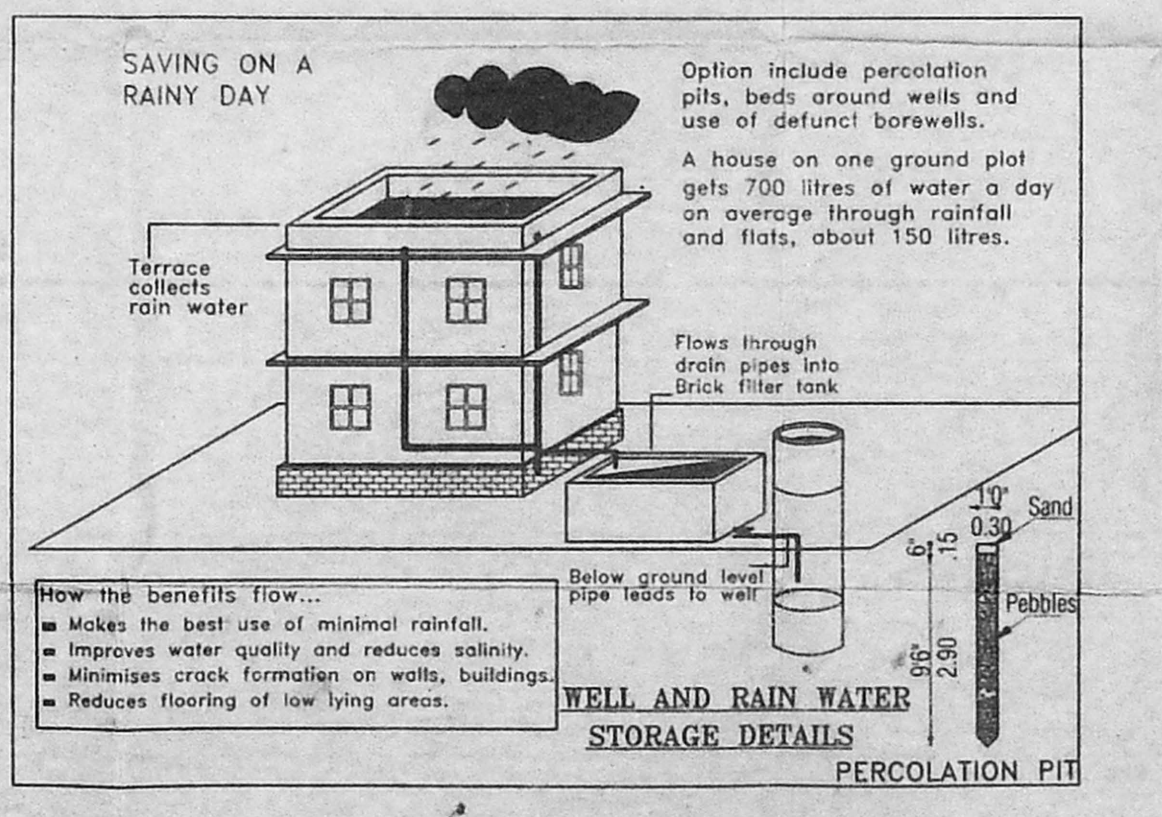 SAVING ON A
RAINY DAY
Option include percolation
pits, beds around wells and
use of defunct borewells.
A house on one ground plot
gets 700 litres of water a day
on average through rainfall
and flats, about 150 litres.
Terrace
collects
rain water
Flows through
drain pipes into
Brick filter tank
Below ground level
pipe leads to well
How the benefits flow...
Makes the best use of minimal rainfall.
Improves water quality and reduces salinity.
Minimises crack formation on walls, buildings.
Reduces flooring of low lying areas.
WELL AND RAIN WATER
STORAGE DETAILS
1'0"
0.30
Sand
6"
.15
Pebbles
9'6"
2.90
PERCOLATION PIT